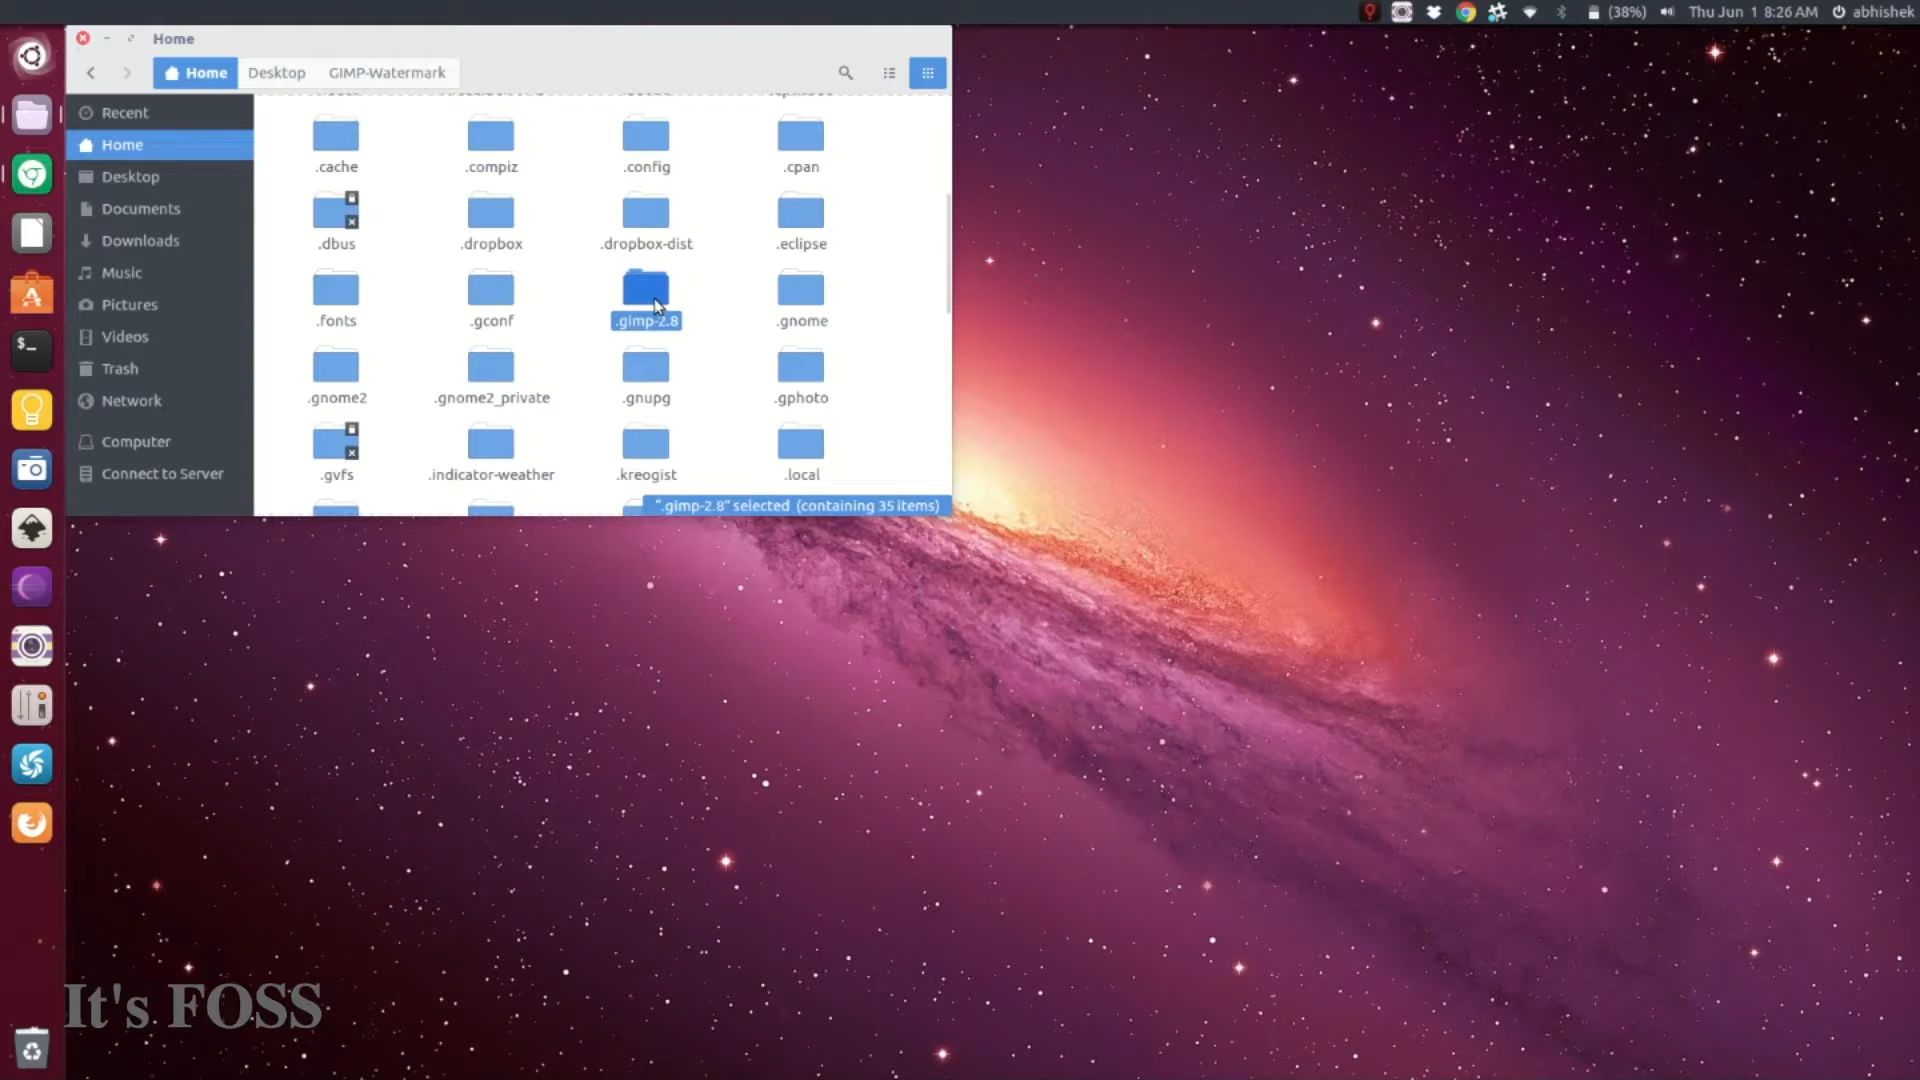 (38%) Thu Jun 1 8:26 AM abhishek
Home
Home Desktop GIMP-Watermark
Recent
Home
Desktop
Documents
Downloads
Music
Pictures
Videos
Trash
Network
Computer
Connect to Server
.cache .compiz .config .cpan
.dbus .dropbox .dropbox-dist .eclipse
.fonts .gconf .gimp-2.8 .gnome
.gnome2 .gnome2_private .gnupg .gphoto
.gvfs .indicator-weather .kreogist .local
".gimp-2.8" selected (containing 35 items)
It's FOSS